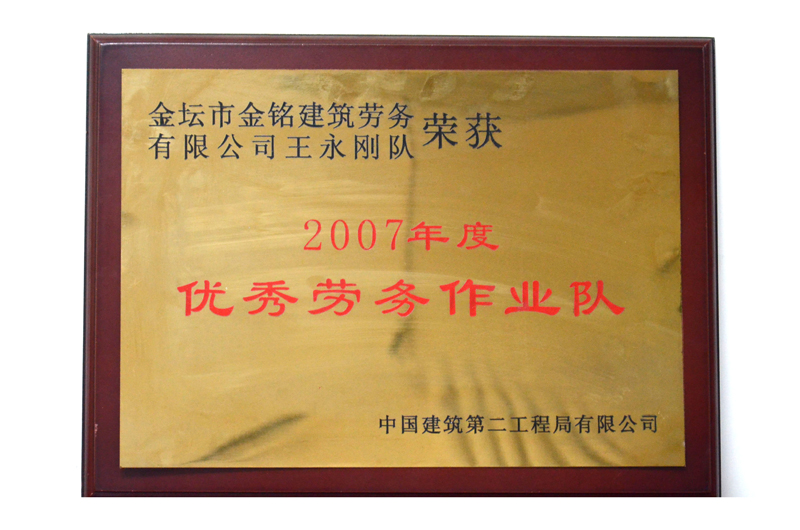 金坛市金铭建筑劳务
有限公司王永刚队 荣获
2007年度
优秀劳务作业队
中国建筑第二工程局有限公司